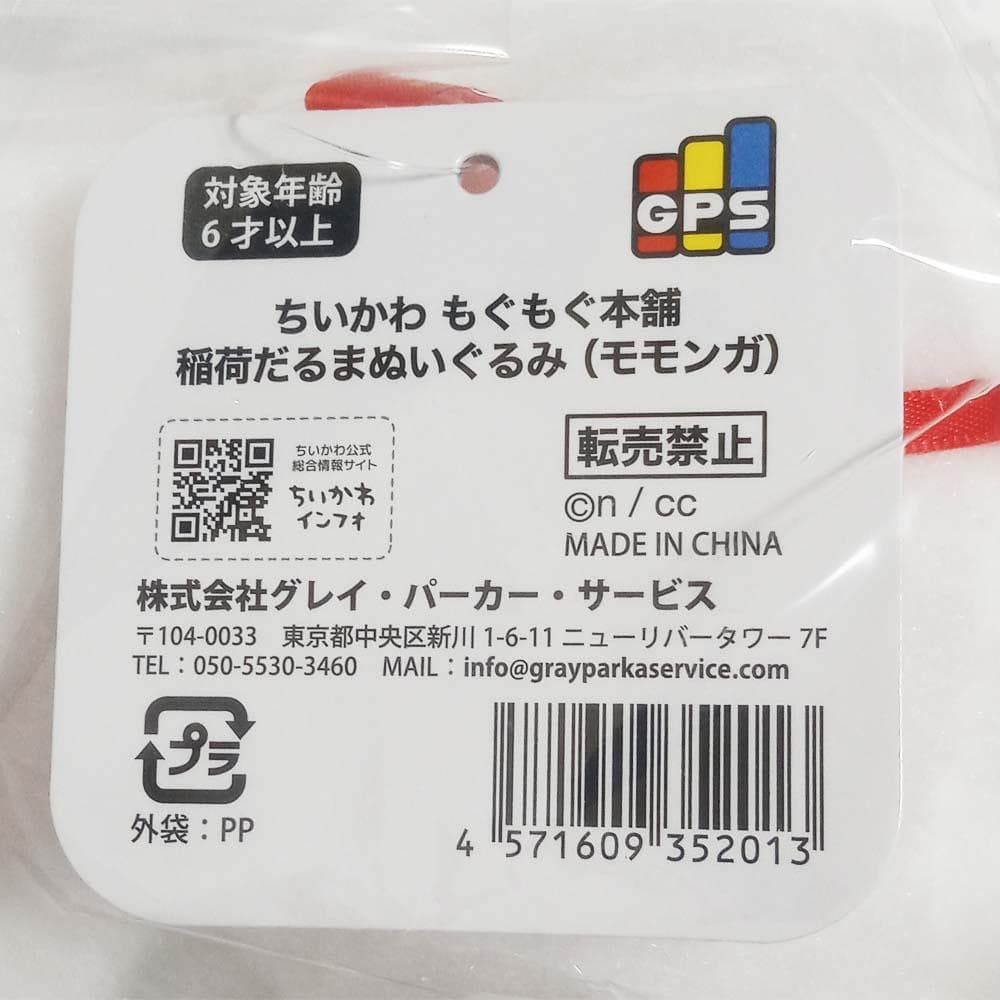 対象年齢
6才以上
GPS
ちいかわ もぐもぐ本舗
稲荷だるまぬいぐるみ(モモンガ)
ちいかわ公式
総合情報サイト
ちいかわ
インフォ
転売禁止
©n / cc
MADE IN CHINA
株式会社グレイ・パーカー・サービス
〒104-0033 東京都中央区新川 1-6-11 ニューリバータワー 7F
TEL:050-5530-3460 MAIL:info@grayparkaservice.com
プラ
外袋:PP
4 571609 352013